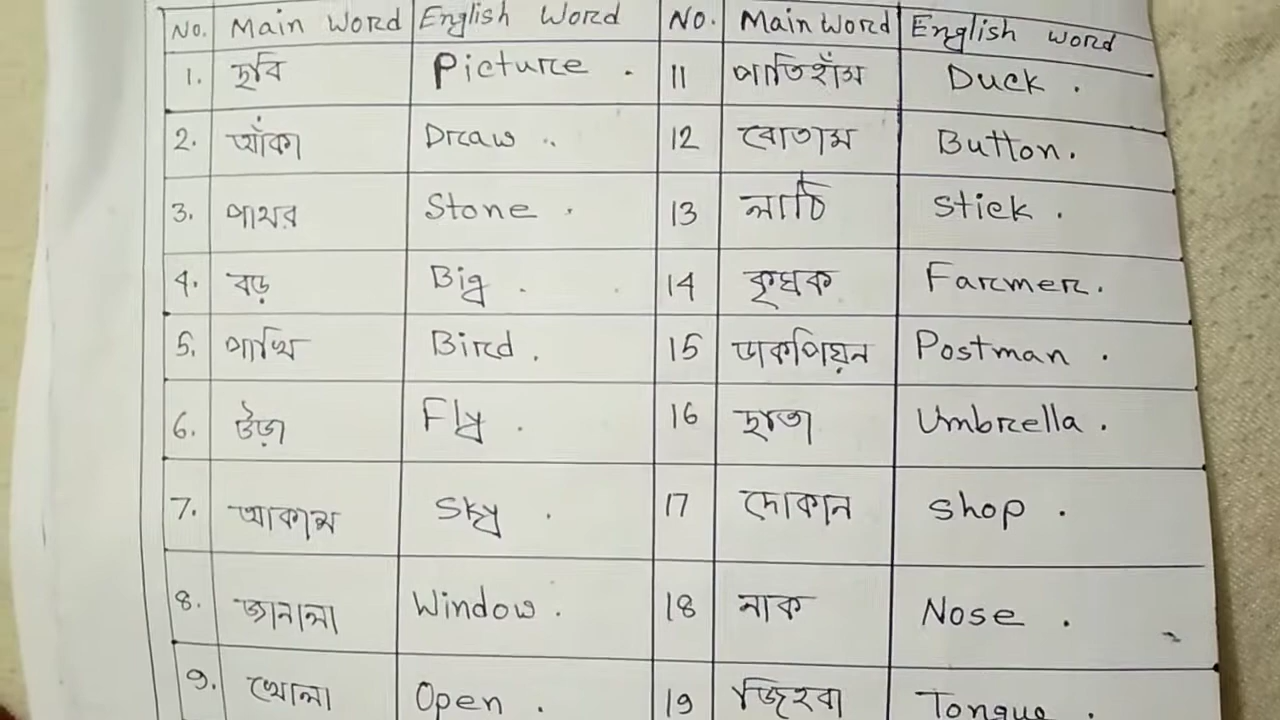 No. Main Word English Word No. Main Word English Word
1. ছবি Picture . 11 পাতিহাঁস Duck .
2. আঁকা Draw .. 12 বোতাম Button.
3. পাথর Stone . 13 লাঠি Stick .
4. বড় Big . 14 কৃষক Farmer.
5. পাখি Bird . 15 ডাকপিয়ন Postman .
6. উড়া Fly . 16 ছাতা Umbrella .
7. আকাশ Sky . 17 দোকান Shop .
8. জানালা Window . 18 নাক Nose .
9. খোলা Open . 19 জিহবা Tongue .